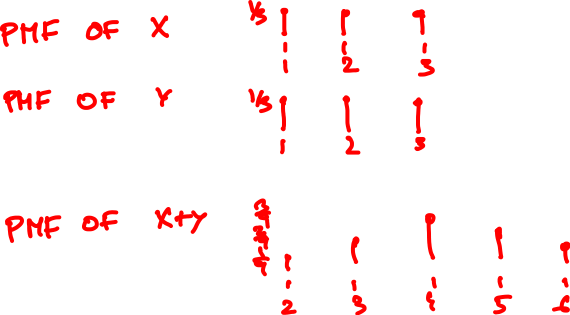 PMF OF X 1/3
1 2 3
PMF OF Y 1/3
1 2 3
PMF OF X+Y
2 3 4 5 6